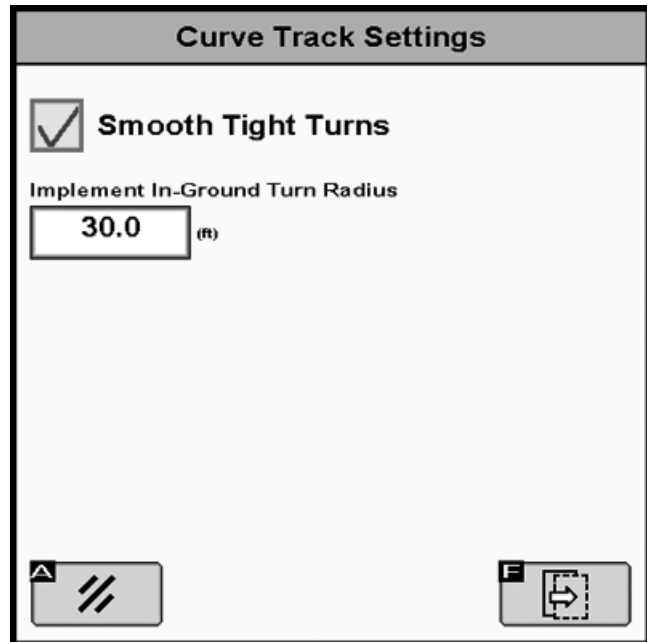 Curve Track Settings
Smooth Tight Turns
Implement In-Ground Turn Radius
30.0 (ft)
A
F